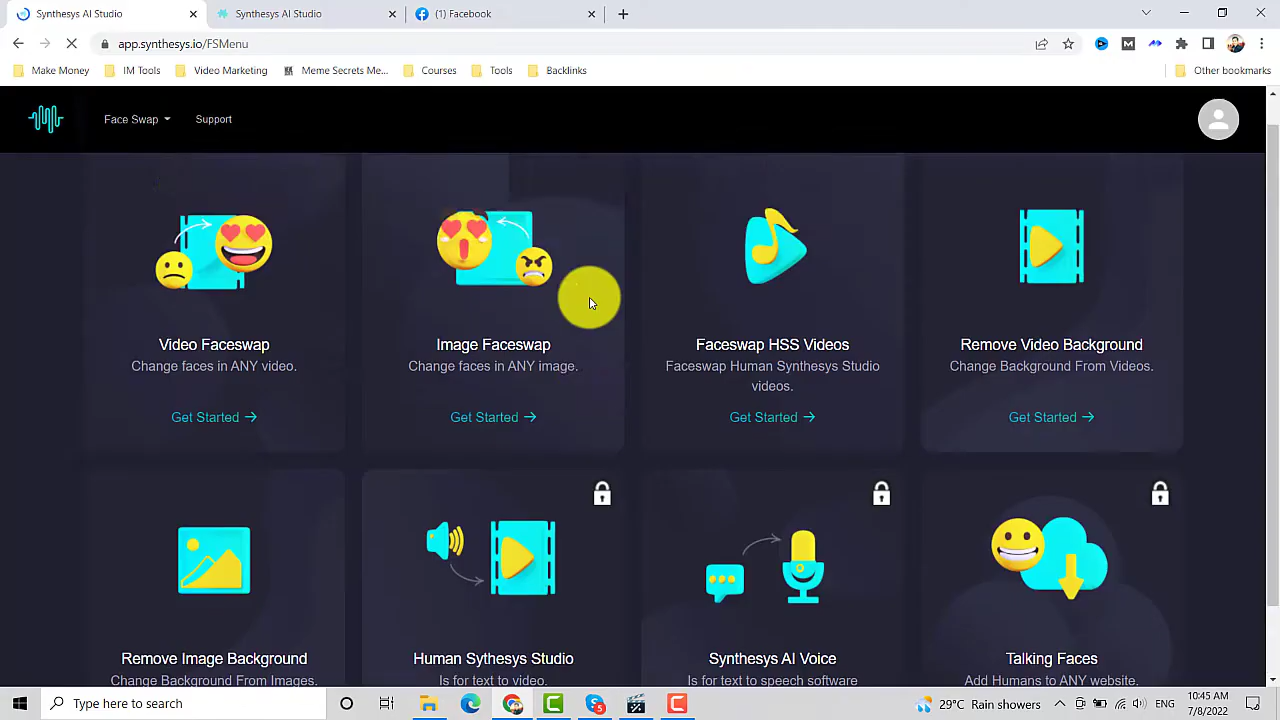 Synthesys AI Studio
Synthesys AI Studio
(1) Facebook
app.synthesys.io/FSMenu
Make Money
IM Tools
Video Marketing
Meme Secrets Me...
Courses
Tools
Backlinks
Other bookmarks
Face Swap
Support
Video Faceswap
Change faces in ANY video.
Get Started
Image Faceswap
Change faces in ANY image.
Get Started
Faceswap HSS Videos
Faceswap Human Synthesys Studio
videos.
Get Started
Remove Video Background
Change Background From Videos.
Get Started
Remove Image Background
Change Background From Images.
Human Sythesys Studio
Is for text to video.
Synthesys AI Voice
Is for text to speech software
Talking Faces
Add Humans to ANY website.
Type here to search
29°C Rain showers
ENG
10:45 AM
7/8/2022